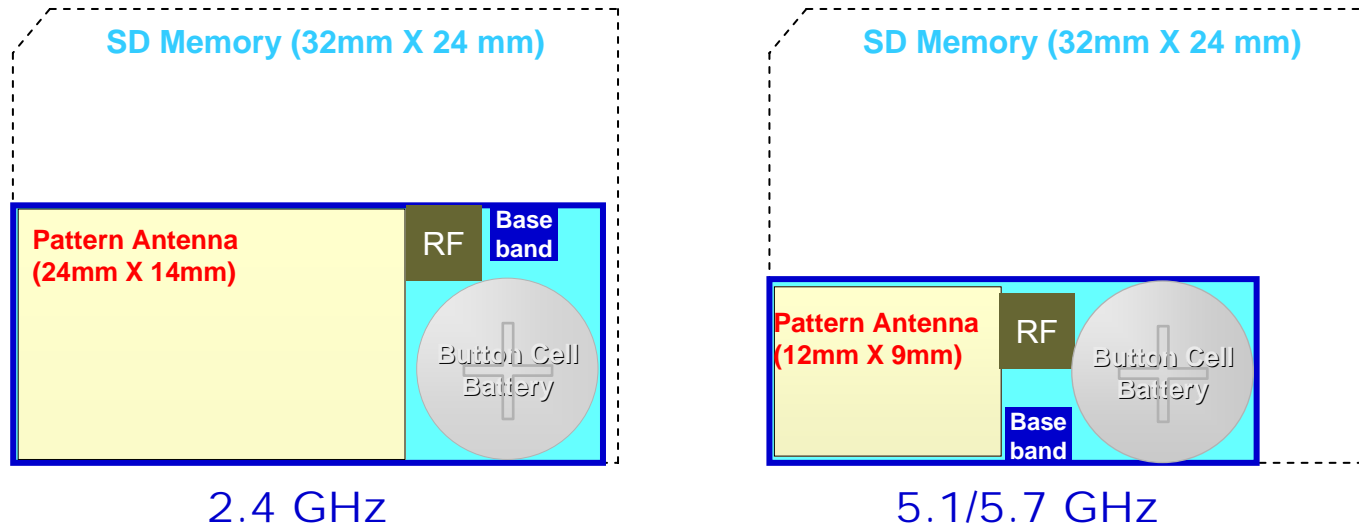 SD Memory (32mm X 24 mm)
Pattern Antenna
(24mm X 14mm)
RF
Base
band
Button Cell
Battery
2.4 GHz
SD Memory (32mm X 24 mm)
Pattern Antenna
(12mm X 9mm)
RF
Base
band
Button Cell
Battery
5.1/5.7 GHz